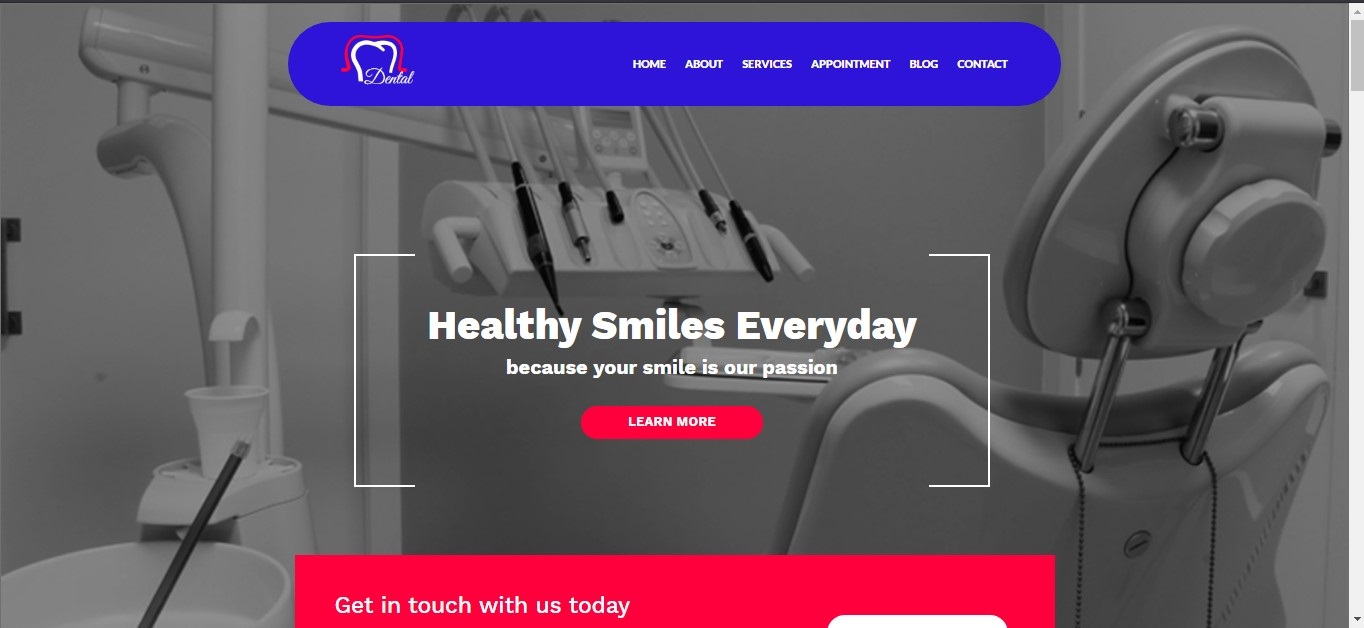 Dental
HOME ABOUT SERVICES APPOINTMENT BLOG CONTACT
Healthy Smiles Everyday
because your smile is our passion
LEARN MORE
Get in touch with us today